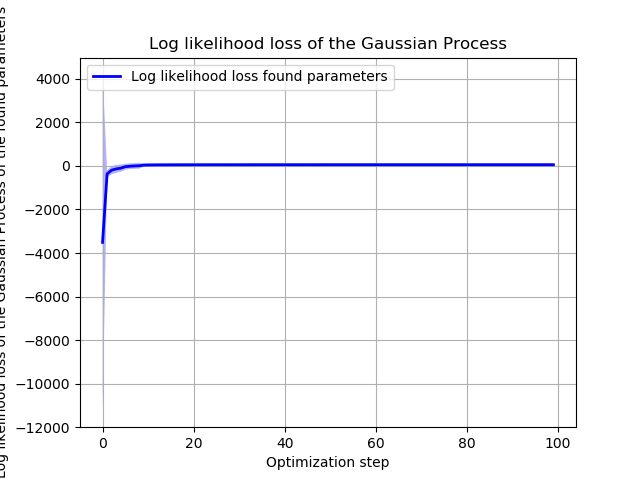 Log likelihood loss of the Gaussian Process
Log likelihood loss found parameters
Log likelihood loss of the Gaussian Process of the found parameters
4000
2000
0
−2000
−4000
−6000
−8000
−10000
−12000
0 20 40 60 80 100
Optimization step